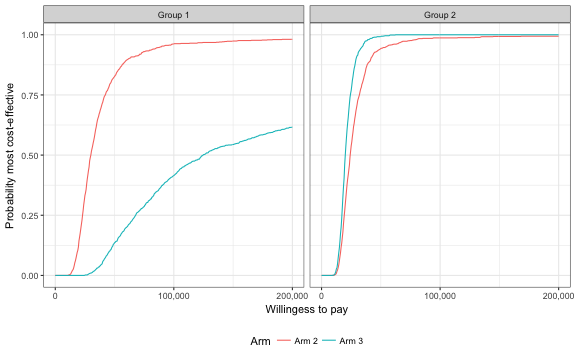 Group 1
Group 2
Probability most cost-effective
1.00
0.75
0.50
0.25
0.00
0
100,000
200,000
0
100,000
200,000
Willingess to pay
Arm
Arm 2
Arm 3